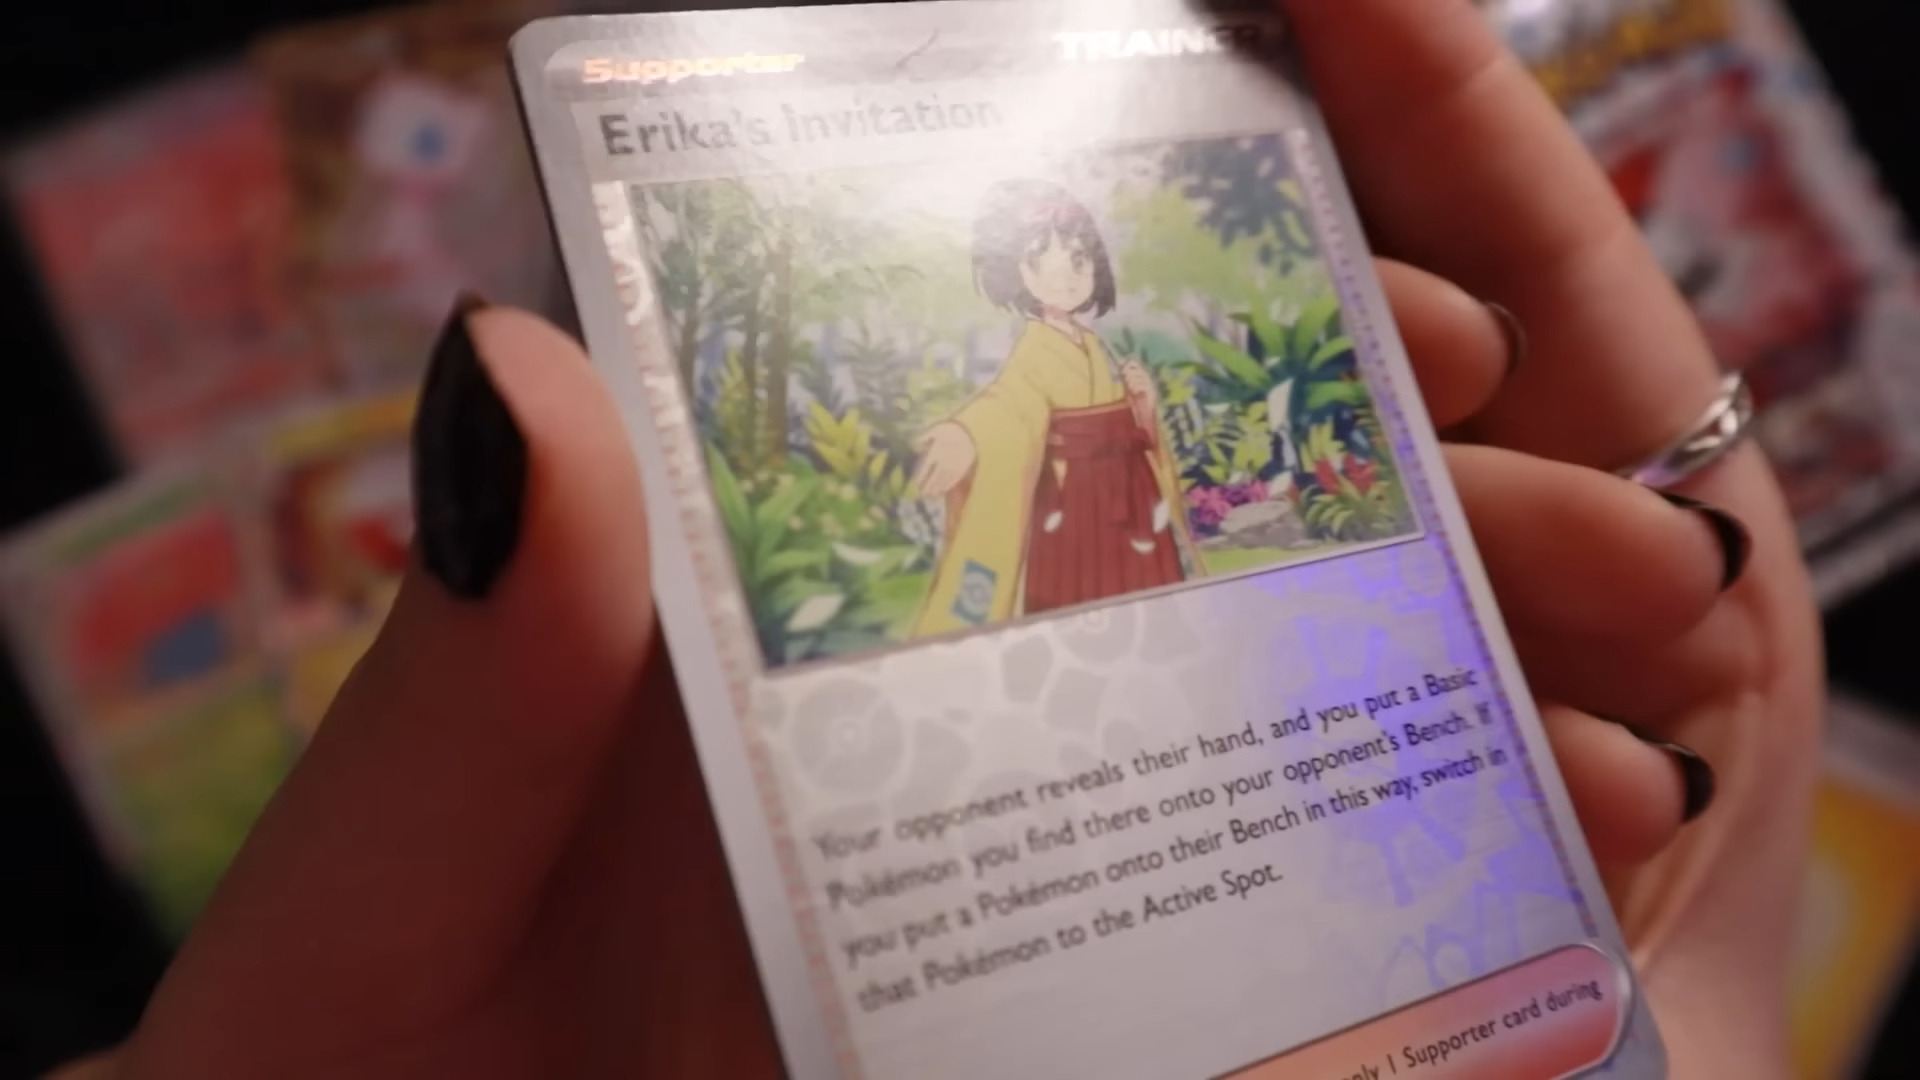 Supporter TRAINER
Erika's Invitation
Your opponent reveals their hand, and you put a Basic
Pokémon you find there onto your opponent's Bench. If
you put a Pokémon onto their Bench in this way, switch in
that Pokémon to the Active Spot.
only 1 Supporter card during